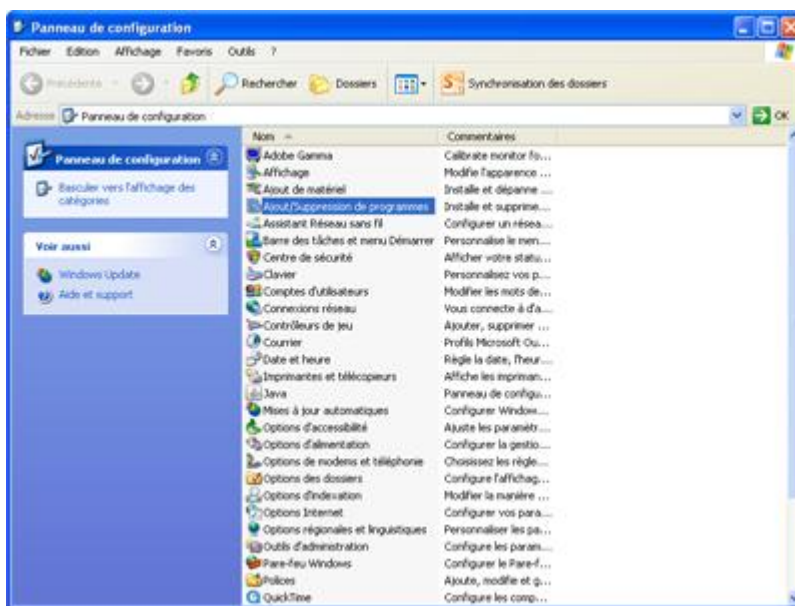 Panneau de configuration
Fichier Edition Affichage Favoris Outils ?
Précédente Rechercher Dossiers Synchronisation des dossiers
Adresse Panneau de configuration OK
Panneau de configuration
Basculer vers l'affichage des
catégories
Voir aussi
Windows Update
Aide et support
Nom Commentaires
Adobe Gamma Calibrate monitor fo...
Affichage Modifie l'apparence ...
Ajout de matériel Installe et dépanne ...
Ajout/Suppression de programmes Installe et supprime...
Assistant Réseau sans fil Configurer un résea...
Barre des tâches et menu Démarrer Personnalise le men...
Centre de sécurité Afficher votre statu...
Clavier Personnalisez vos p...
Comptes d'utilisateurs Modifier les mots de...
Connexions réseau Vous connecte à d'a...
Contrôleurs de jeu Ajouter, supprimer ...
Courrier Profils Microsoft Ou...
Date et heure Règle la date, l'heur...
Imprimantes et télécopieurs Affiche les impriman...
Java Panneau de configu...
Mises à jour automatiques Configurer Window...
Options d'accessibilité Ajuste les paramètr...
Options d'alimentation Configurer la gestio...
Options de modems et téléphonie Choisissez les règle...
Options des dossiers Configure l'affichag...
Options d'indexation Modifier la manière ...
Options Internet Configurer vos para...
Options régionales et linguistiques Personnaliser les pa...
Outils d'administration Configure les param...
Pare-feu Windows Configurer le Pare-f...
Polices Ajoute, modifie et g...
QuickTime Configure les comp...